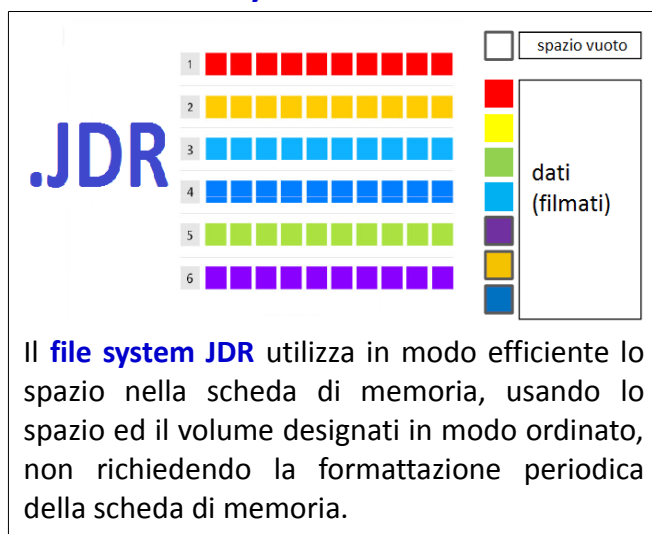 .JDR
1
2
3
4
5
6
spazio vuoto
dati
(filmati)
Il file system JDR utilizza in modo efficiente lo
spazio nella scheda di memoria, usando lo
spazio ed il volume designati in modo ordinato,
non richiedendo la formattazione periodica
della scheda di memoria.